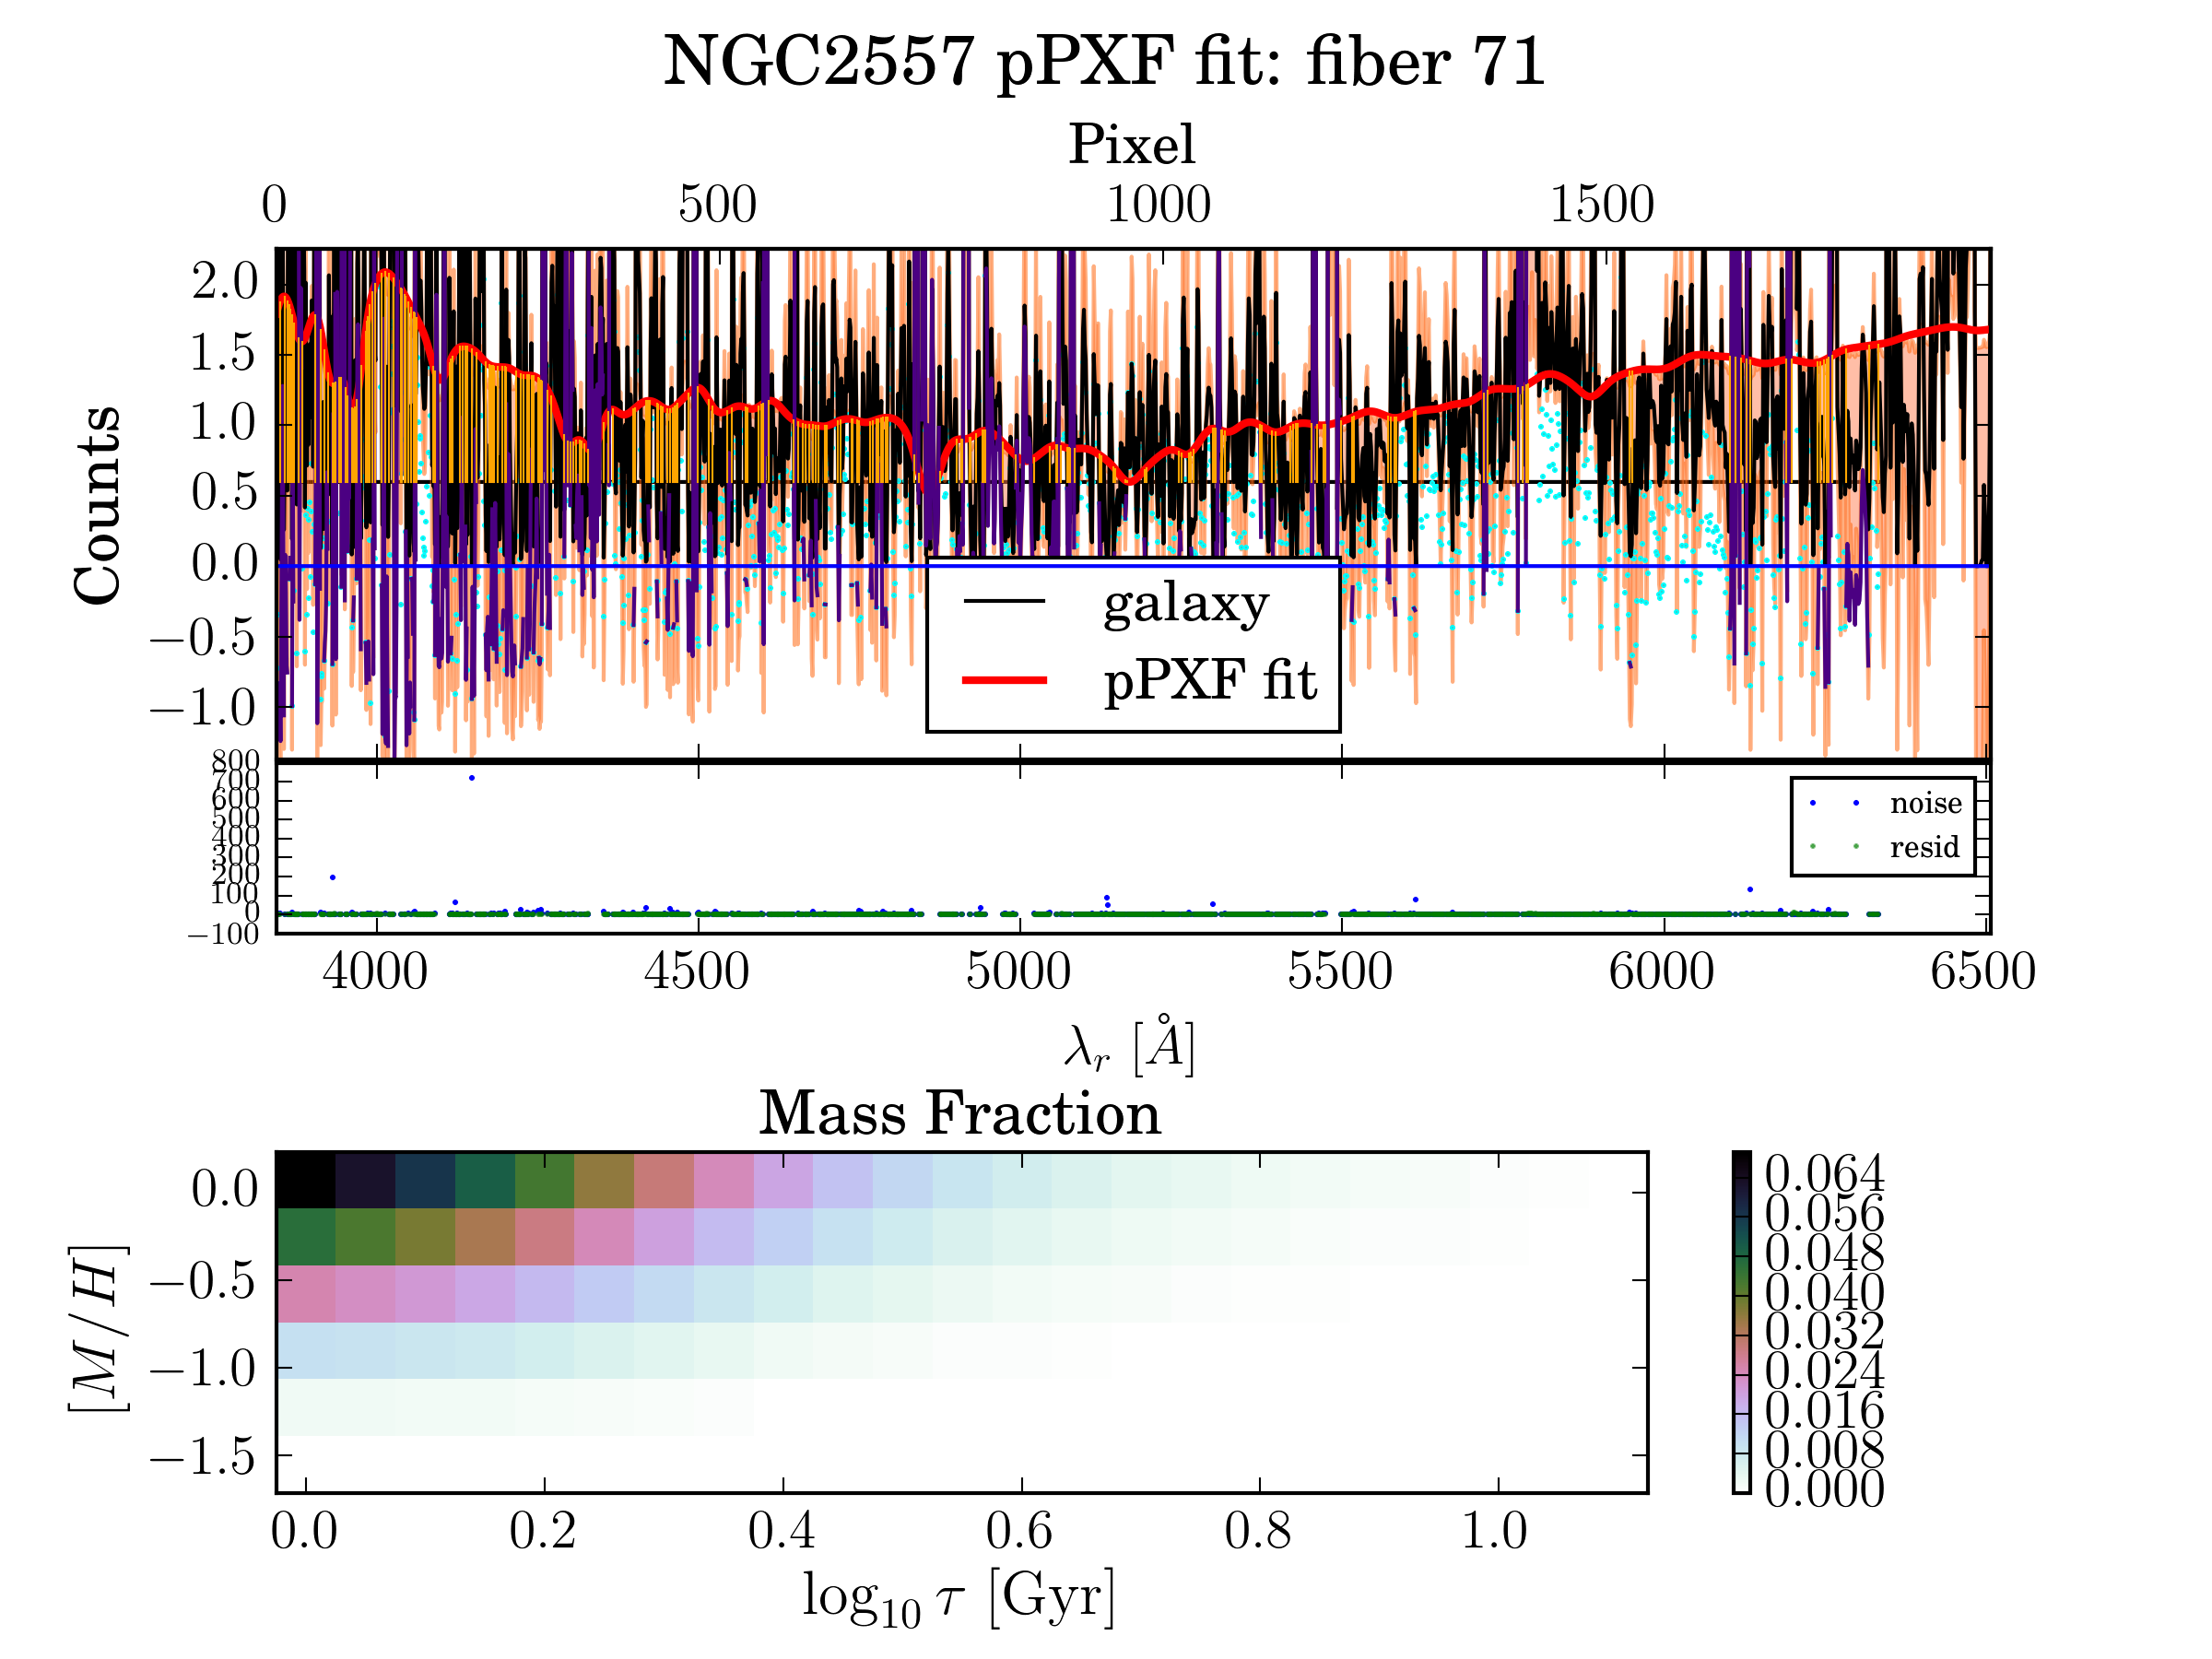 NGC2557 pPXF fit: fiber 71
Pixel
0 500 1000 1500
Counts
2.0
1.5
1.0
0.5
0.0
−0.5
−1.0
galaxy
pPXF fit
800
700
600
500
400
300
200
100
0
−100
noise
resid
4000 4500 5000 5500 6000 6500
λr [Å]
Mass Fraction
[M/H]
0.0
−0.5
−1.0
−1.5
0.0 0.2 0.4 0.6 0.8 1.0
log10 τ [Gyr]
0.064
0.056
0.048
0.040
0.032
0.024
0.016
0.008
0.000